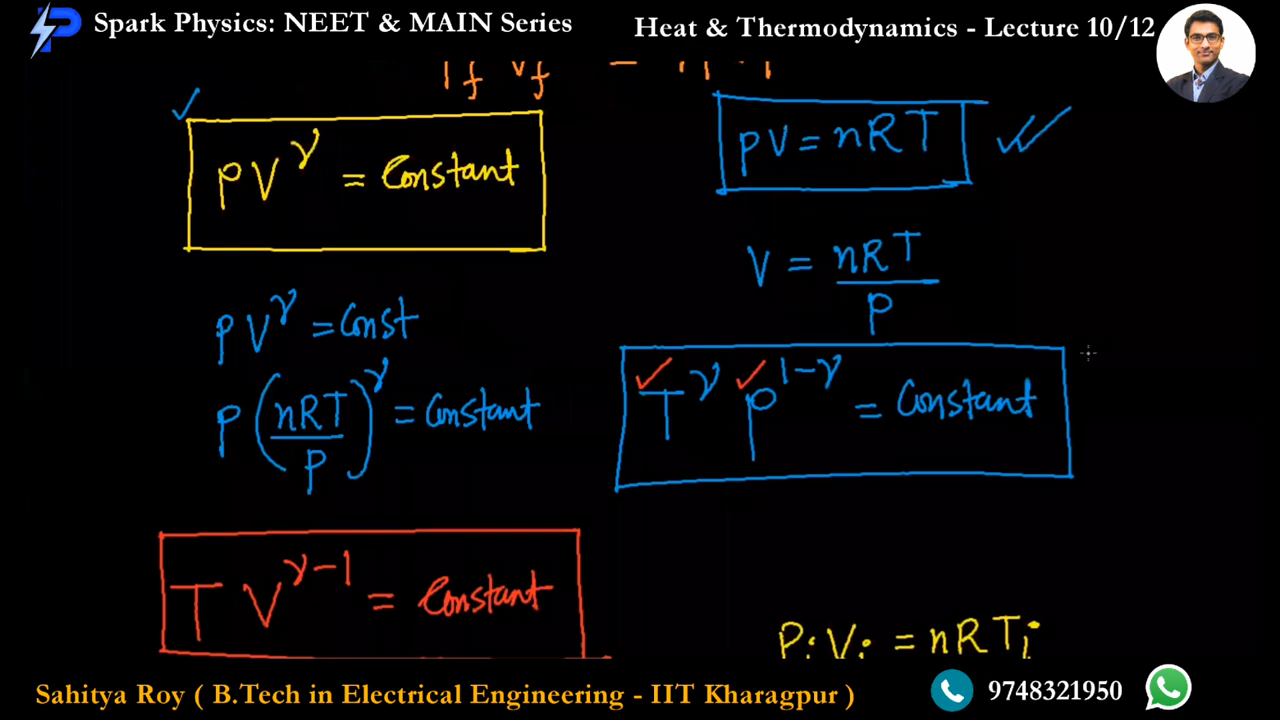 Spark Physics: NEET & MAIN Series
Heat & Thermodynamics - Lecture 10/12
PV^γ = Constant
PV = nRT
V = nRT/P
PV^γ = Const
P(nRT/P)^γ = Constant
T^γ P^(1-γ) = Constant
TV^(γ-1) = Constant
PiVi = nRTi
Sahitya Roy ( B.Tech in Electrical Engineering - IIT Kharagpur )
9748321950